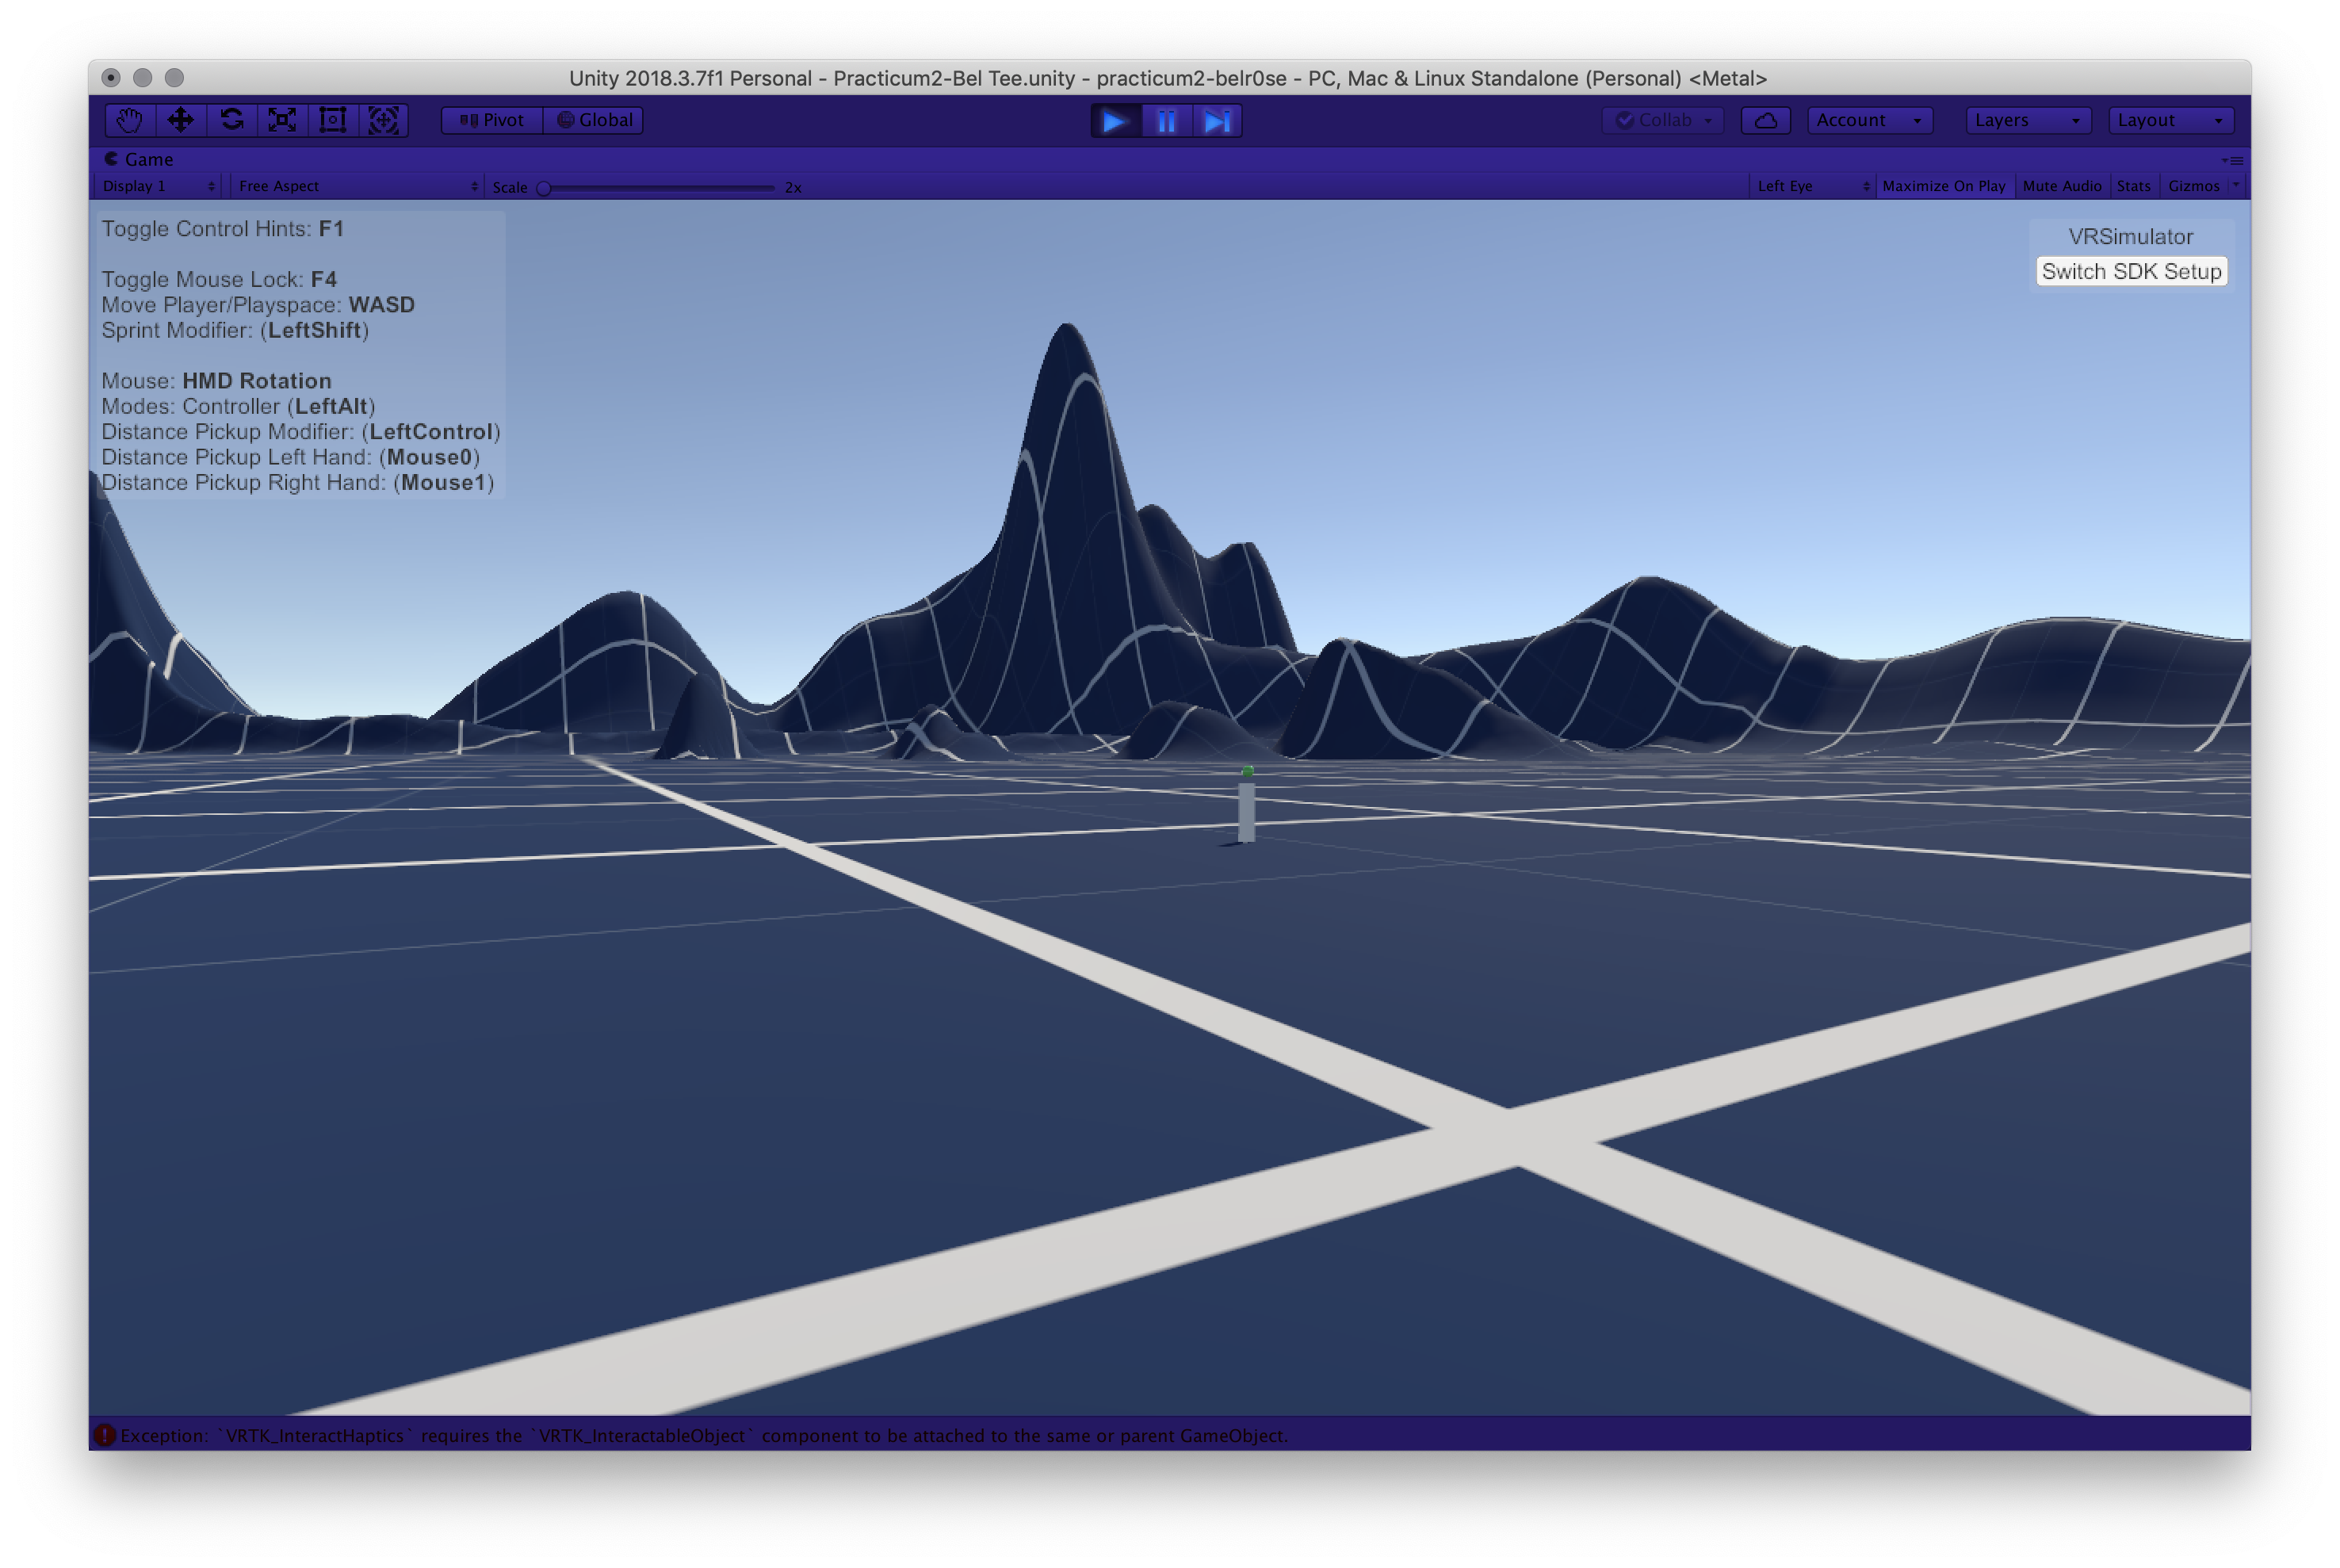 Unity 2018.3.7f1 Personal - Practicum2-Bel Tee.unity - practicum2-belr0se - PC, Mac & Linux Standalone (Personal) <Metal>
Pivot Global Collab Account Layers Layout
Game
Display 1 Free Aspect Scale 2x Left Eye Maximize On Play Mute Audio Stats Gizmos
Toggle Control Hints: F1
Toggle Mouse Lock: F4
Move Player/Playspace: WASD
Sprint Modifier: (LeftShift)
Mouse: HMD Rotation
Modes: Controller (LeftAlt)
Distance Pickup Modifier: (LeftControl)
Distance Pickup Left Hand: (Mouse0)
Distance Pickup Right Hand: (Mouse1)
VRSimulator
Switch SDK Setup
Exception: `VRTK_InteractHaptics` requires the `VRTK_InteractableObject` component to be attached to the same or parent GameObject.